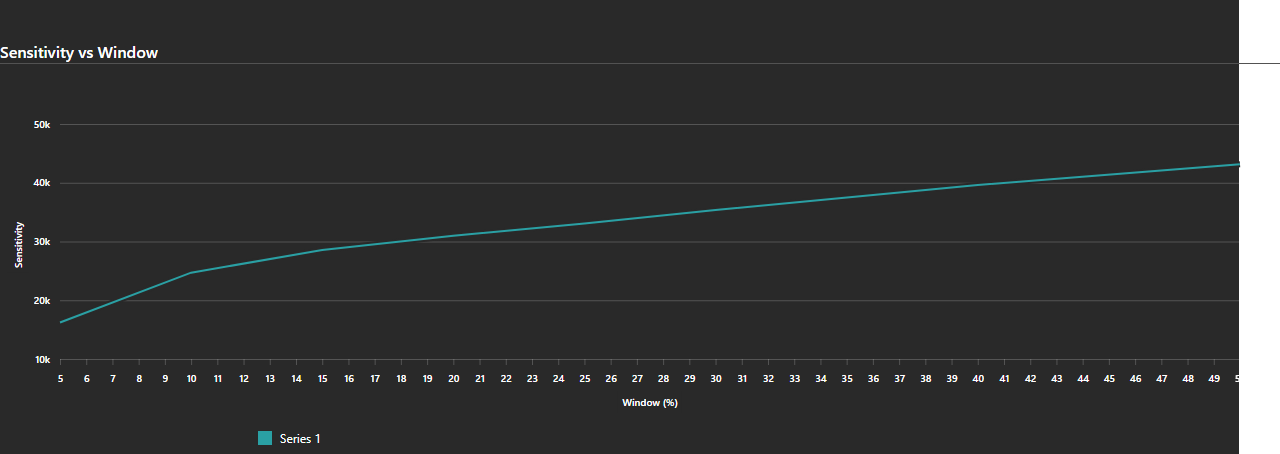 Sensitivity vs Window
50k
40k
30k
20k
10k
Sensitivity
5 6 7 8 9 10 11 12 13 14 15 16 17 18 19 20 21 22 23 24 25 26 27 28 29 30 31 32 33 34 35 36 37 38 39 40 41 42 43 44 45 46 47 48 49
Window (%)
Series 1